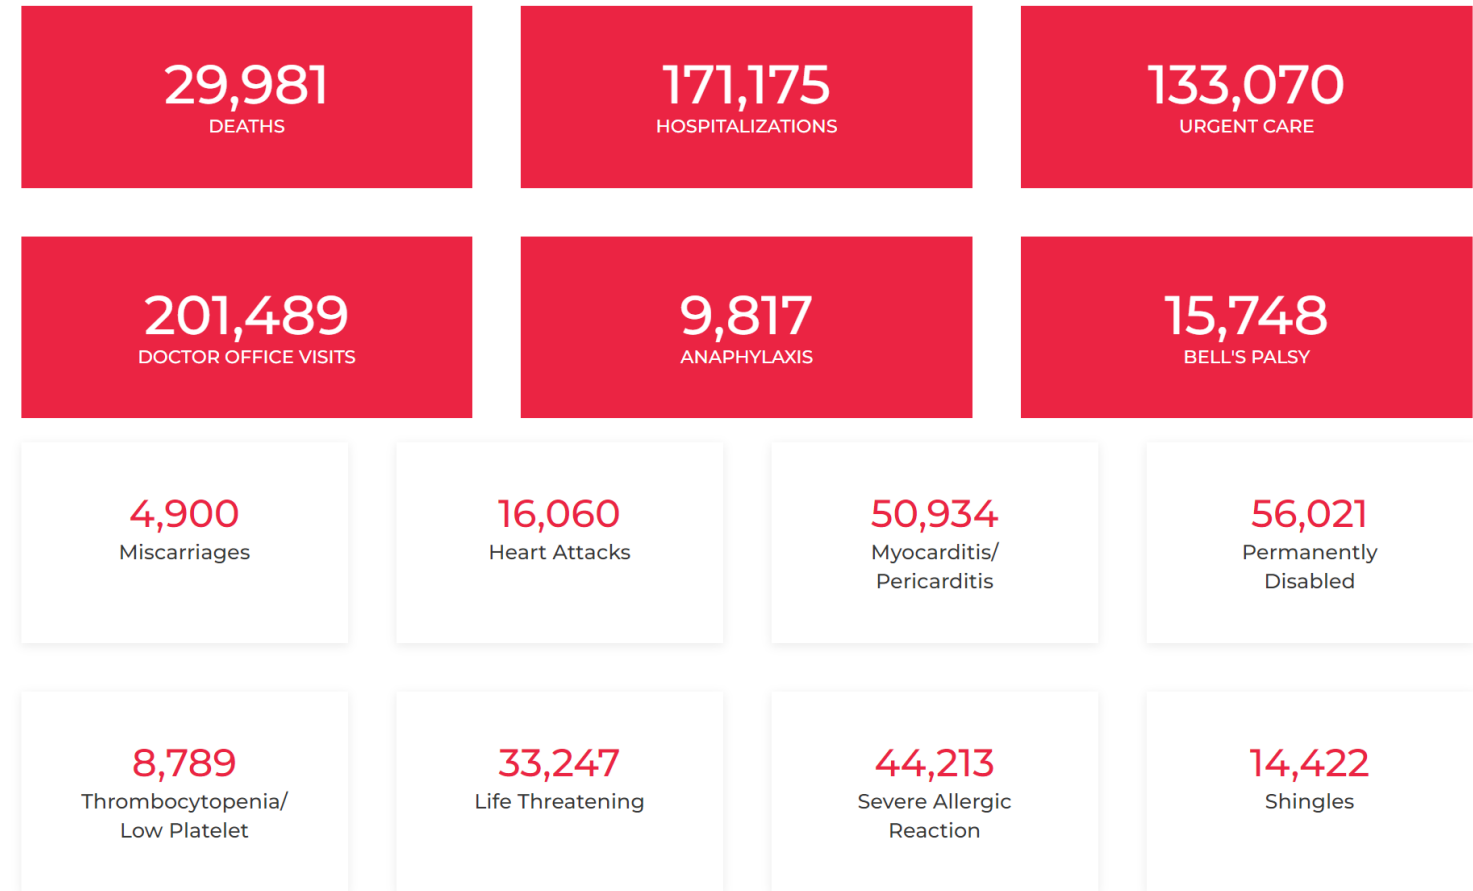 29,981
DEATHS
171,175
HOSPITALIZATIONS
133,070
URGENT CARE
201,489
DOCTOR OFFICE VISITS
9,817
ANAPHYLAXIS
15,748
BELL'S PALSY
4,900
Miscarriages
16,060
Heart Attacks
50,934
Myocarditis/
Pericarditis
56,021
Permanently
Disabled
8,789
Thrombocytopenia/
Low Platelet
33,247
Life Threatening
44,213
Severe Allergic
Reaction
14,422
Shingles